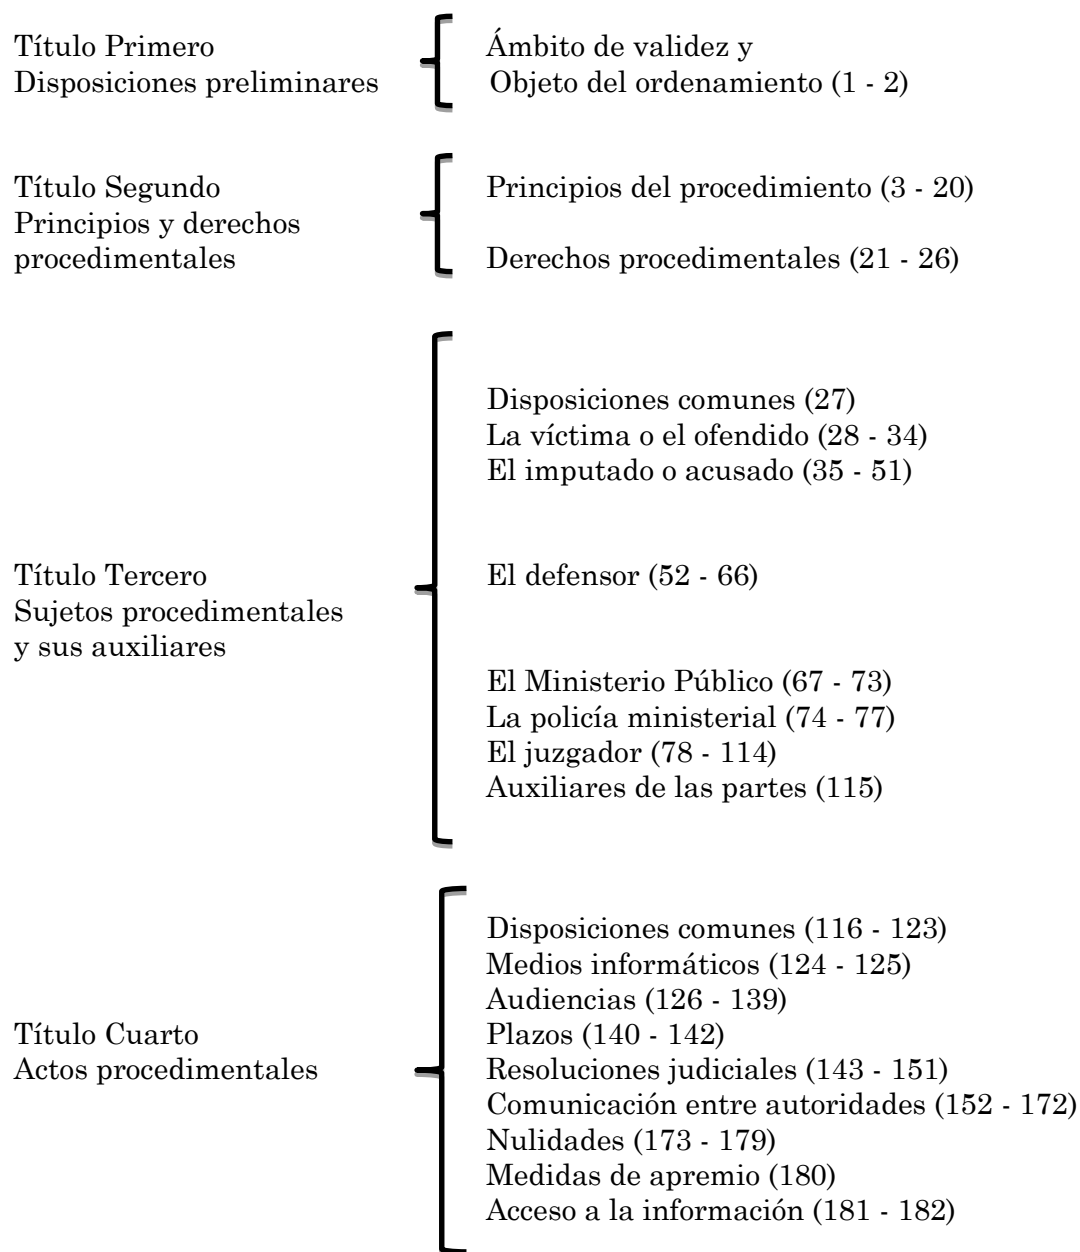 Título Primero
Disposiciones preliminares
Ámbito de validez y
Objeto del ordenamiento (1 - 2)
Título Segundo
Principios y derechos
procedimentales
Principios del procedimiento (3 - 20)
Derechos procedimentales (21 - 26)
Título Tercero
Sujetos procedimentales
y sus auxiliares
Disposiciones comunes (27)
La víctima o el ofendido (28 - 34)
El imputado o acusado (35 - 51)
El defensor (52 - 66)
El Ministerio Público (67 - 73)
La policía ministerial (74 - 77)
El juzgador (78 - 114)
Auxiliares de las partes (115)
Título Cuarto
Actos procedimentales
Disposiciones comunes (116 - 123)
Medios informáticos (124 - 125)
Audiencias (126 - 139)
Plazos (140 - 142)
Resoluciones judiciales (143 - 151)
Comunicación entre autoridades (152 - 172)
Nulidades (173 - 179)
Medidas de apremio (180)
Acceso a la información (181 - 182)